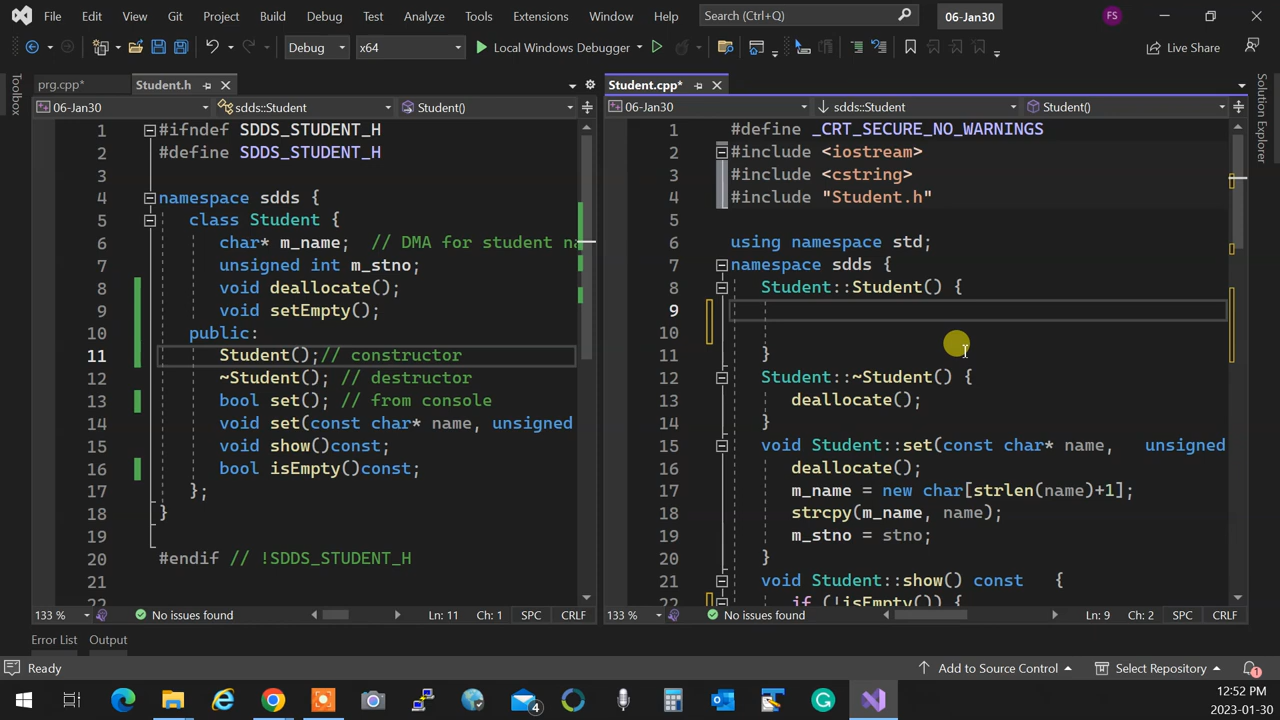 File Edit View Git Project Build Debug Test Analyze Tools Extensions Window Help Search (Ctrl+Q) 06-Jan30 FS
Debug x64 Local Windows Debugger Live Share
Toolbox
prg.cpp* Student.h
06-Jan30 sdds::Student Student()
1 #ifndef SDDS_STUDENT_H
2 #define SDDS_STUDENT_H
3
4 namespace sdds {
5 class Student {
6 char* m_name; // DMA for student na
7 unsigned int m_stno;
8 void deallocate();
9 void setEmpty();
10 public:
11 Student();// constructor
12 ~Student(); // destructor
13 bool set(); // from console
14 void set(const char* name, unsigned
15 void show()const;
16 bool isEmpty()const;
17 };
18 }
19
20 #endif // !SDDS_STUDENT_H
21
22
133 % No issues found Ln: 11 Ch: 1 SPC CRLF
Student.cpp*
06-Jan30 sdds::Student Student()
1 #define _CRT_SECURE_NO_WARNINGS
2 #include <iostream>
3 #include <cstring>
4 #include "Student.h"
5
6 using namespace std;
7 namespace sdds {
8 Student::Student() {
9
10
11 }
12 Student::~Student() {
13 deallocate();
14 }
15 void Student::set(const char* name, unsigned
16 deallocate();
17 m_name = new char[strlen(name)+1];
18 strcpy(m_name, name);
19 m_stno = stno;
20 }
21 void Student::show() const {
22 if (!isEmpty()) {
133 % No issues found Ln: 9 Ch: 2 SPC CRLF
Solution Explorer
Error List Output
Ready Add to Source Control Select Repository 1
4
12:52 PM
2023-01-30